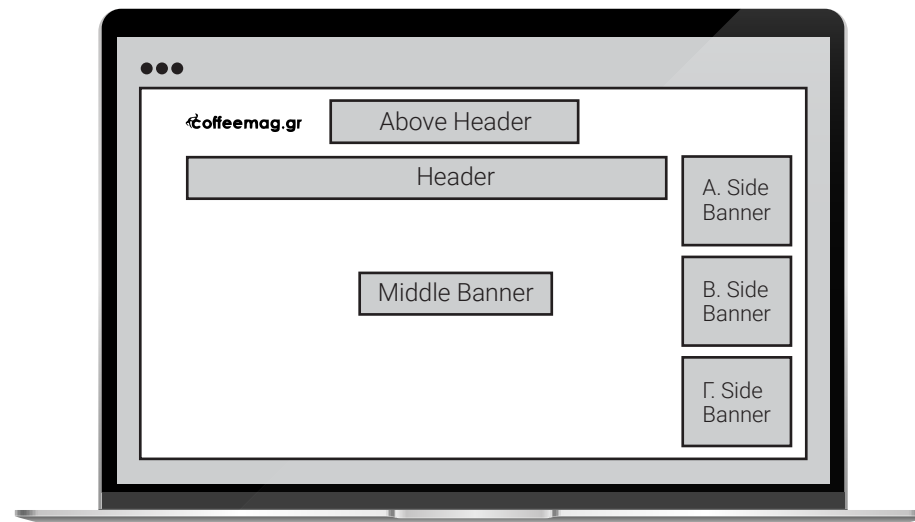 coffeemag.gr
Above Header
Header
Α. Side
Banner
Middle Banner
Β. Side
Banner
Γ. Side
Banner